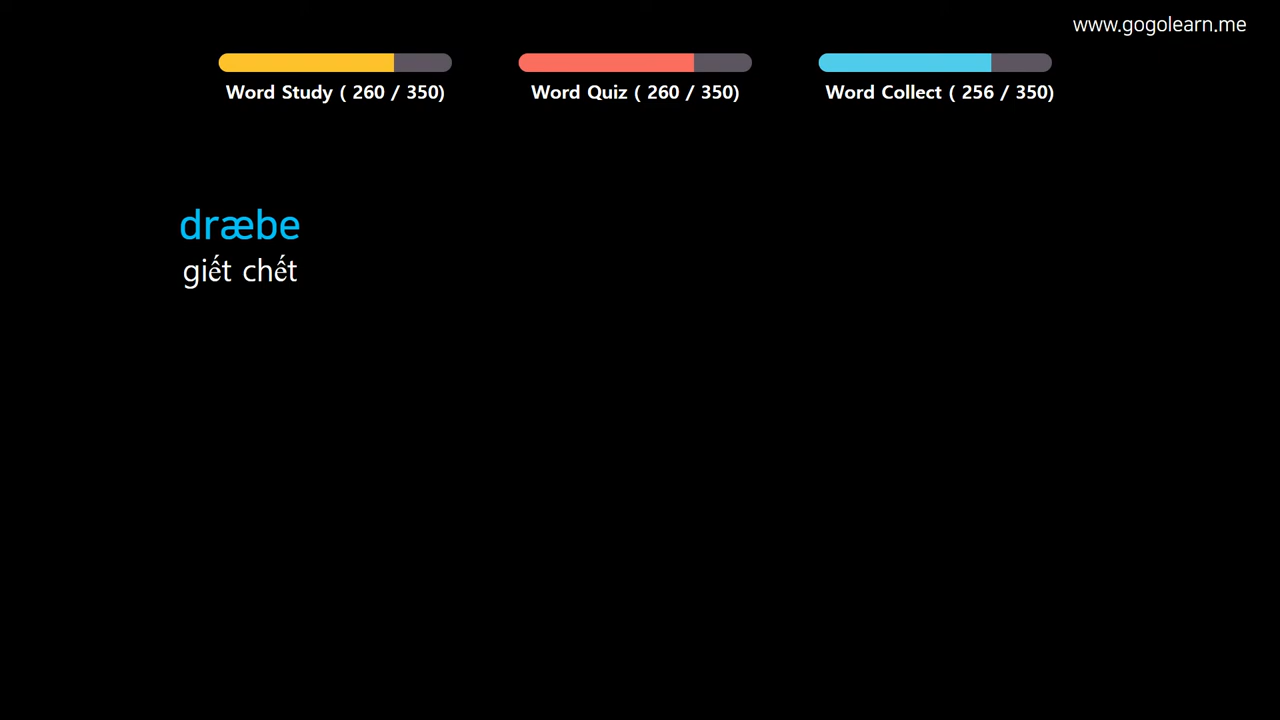 www.gogolearn.me
Word Study ( 260 / 350)
Word Quiz ( 260 / 350)
Word Collect ( 256 / 350)
dræbe
giết chết